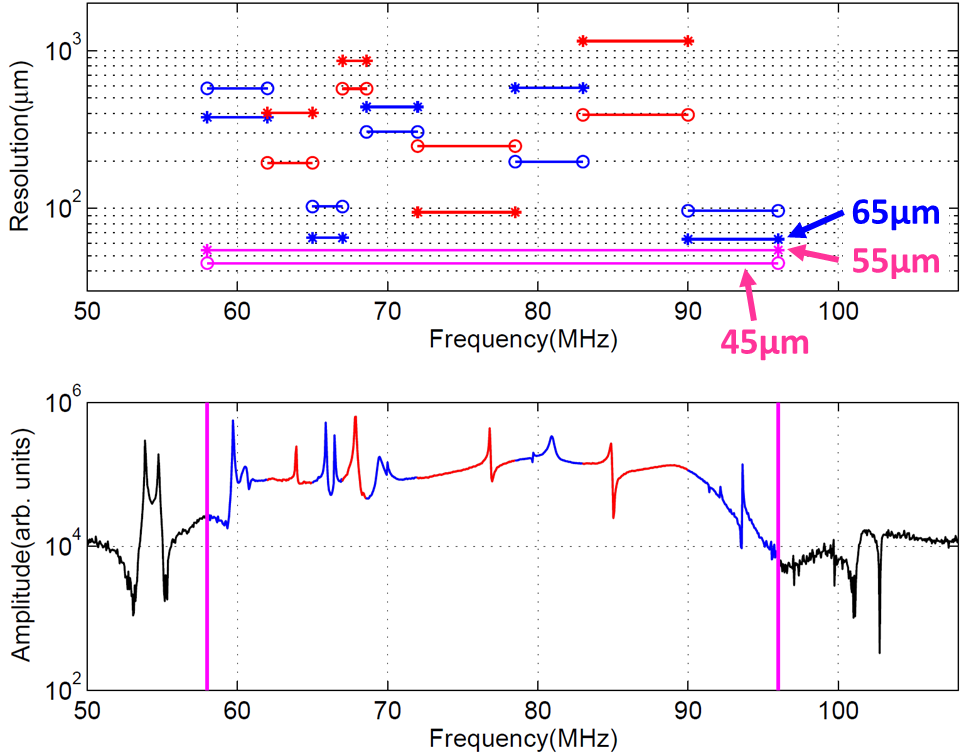 Resolution(μm)
10³
10²
65μm
55μm
45μm
50 60 70 80 90 100
Frequency(MHz)
Amplitude(arb. units)
10⁶
10⁴
10²
50 60 70 80 90 100
Frequency(MHz)